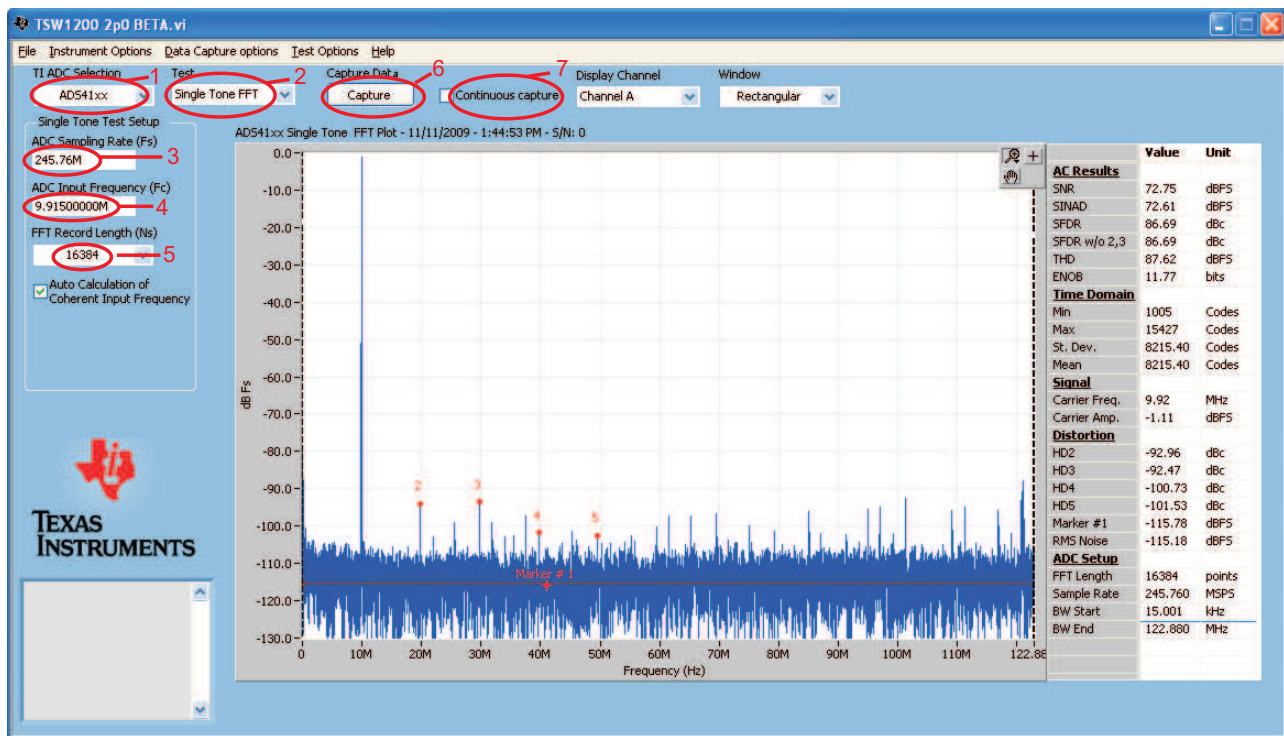 TSW1200 2p0 BETA.vi
File Instrument Options Data Capture options Test Options Help
TI ADC Selection 1 Test 2 Capture Data 6 7 Display Channel Window
ADS41xx Single Tone FFT Capture Continuous capture Channel A Rectangular
Single Tone Test Setup
ADC Sampling Rate (Fs)
245.76M 3
ADC Input Frequency (Fc)
9.91500000M 4
FFT Record Length (Ns)
16384 5
Auto Calculation of
Coherent Input Frequency
TEXAS
INSTRUMENTS
ADS41xx Single Tone FFT Plot - 11/11/2009 - 1:44:53 PM - S/N: 0
dB Fs
0.0
-10.0
-20.0
-30.0
-40.0
-50.0
-60.0
-70.0
-80.0
-90.0
-100.0
-110.0
-120.0
-130.0
2 3 4 5
Marker # 1
0 10M 20M 30M 40M 50M 60M 70M 80M 90M 100M 110M 122.88
Frequency (Hz)
Value Unit
AC Results
SNR 72.75 dBFS
SINAD 72.61 dBFS
SFDR 86.69 dBc
SFDR w/o 2,3 86.69 dBc
THD 87.62 dBFS
ENOB 11.77 bits
Time Domain
Min 1005 Codes
Max 15427 Codes
St. Dev. 8215.40 Codes
Mean 8215.40 Codes
Signal
Carrier Freq. 9.92 MHz
Carrier Amp. -1.11 dBFS
Distortion
HD2 -92.96 dBc
HD3 -92.47 dBc
HD4 -100.73 dBc
HD5 -101.53 dBc
Marker #1 -115.78 dBFS
RMS Noise -115.18 dBFS
ADC Setup
FFT Length 16384 points
Sample Rate 245.760 MSPS
BW Start 15.001 kHz
BW End 122.880 MHz